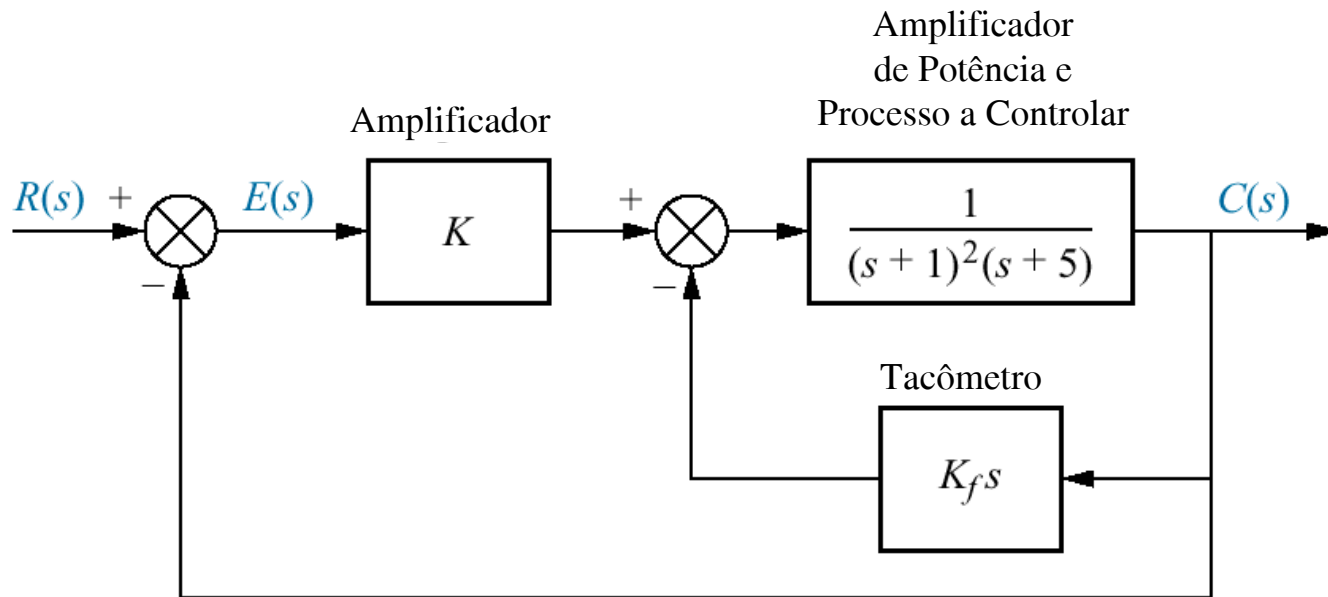 Amplificador
de Potência e
Processo a Controlar
Amplificador
R(s) + E(s) K + 1 C(s)
(s + 1)²(s + 5)
− −
Tacômetro
K_f s